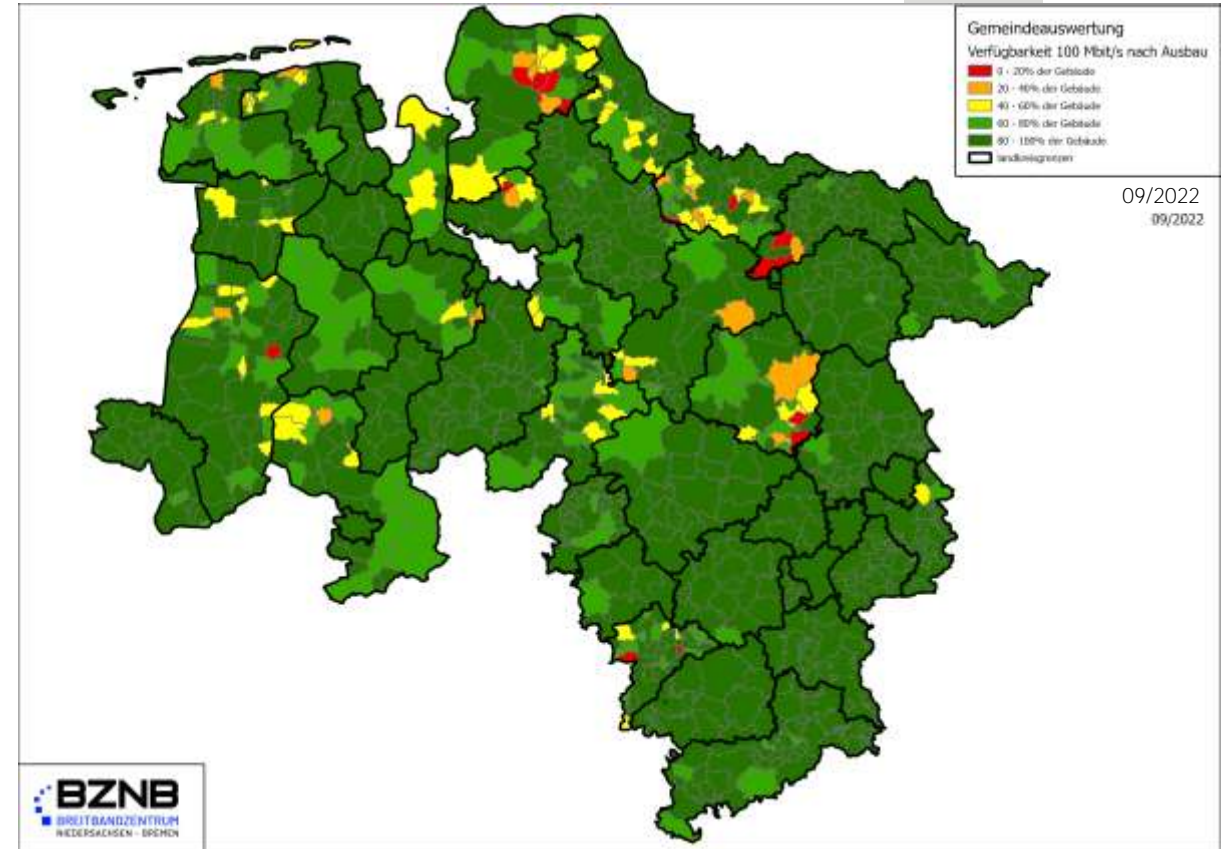 Gemeindeauswertung
Verfügbarkeit 100 Mbit/s nach Ausbau
0 - 20% der Gebäude
20 - 40% der Gebäude
40 - 60% der Gebäude
60 - 80% der Gebäude
80 - 100% der Gebäude
landkreisgrenzen
09/2022
09/2022
BZNB
BREITBANDZENTRUM
NIEDERSACHSEN - BREMEN